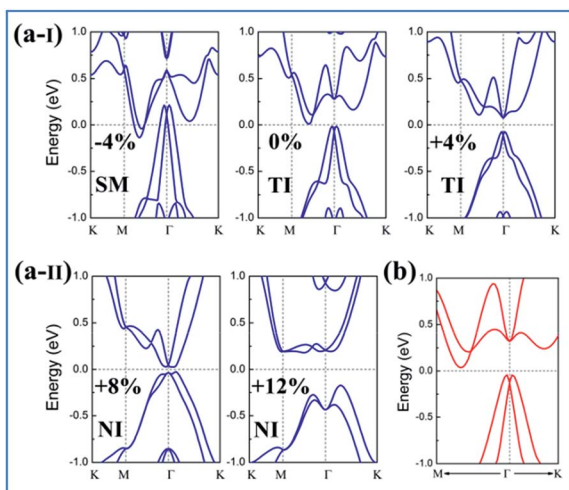 (a-I)
Energy (eV)
1.0
0.5
0.0
-0.5
-1.0
-4%
SM
K M Γ K
1.0
0.5
0.0
-0.5
-1.0
0%
TI
K M Γ K
1.0
0.5
0.0
-0.5
-1.0
+4%
TI
K M Γ K
(a-II)
Energy (eV)
1.0
0.5
0.0
-0.5
-1.0
+8%
NI
K M Γ K
1.0
0.5
0.0
-0.5
-1.0
+12%
NI
K M Γ K
(b)
Energy (eV)
1.0
0.5
0.0
-0.5
-1.0
M Γ K